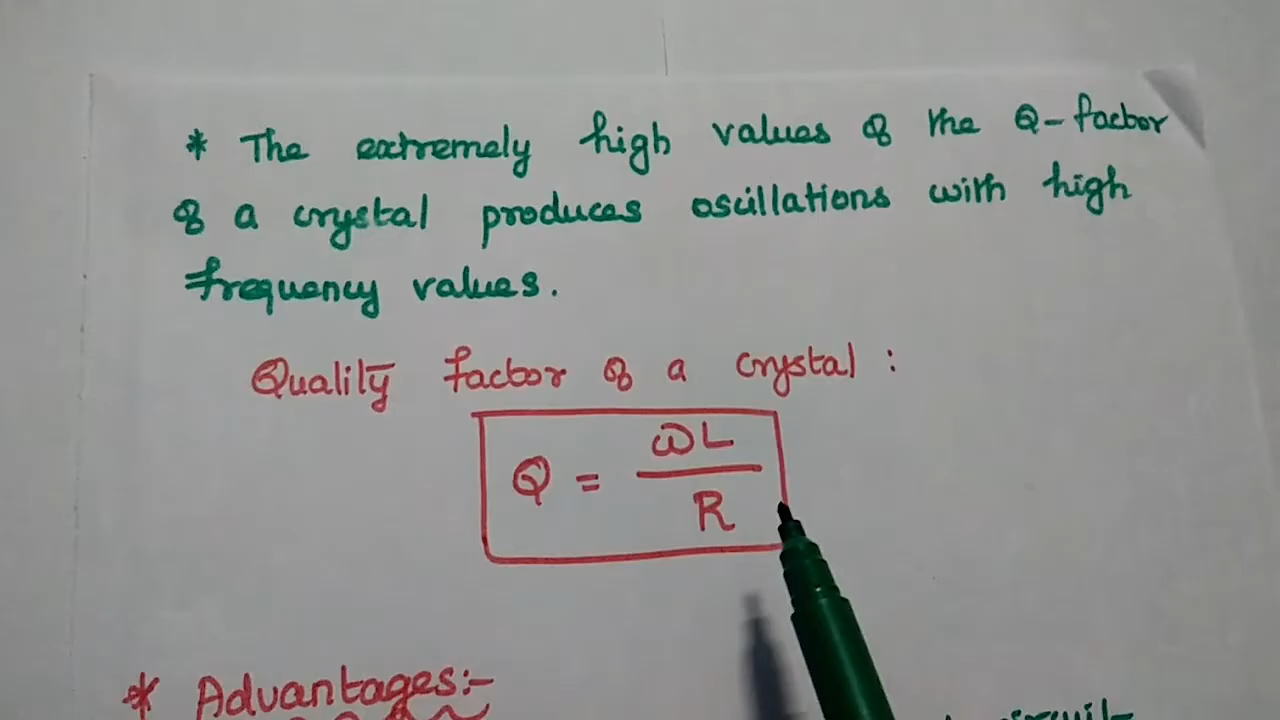 * The extremely high values of the Q-factor
of a crystal produces oscillations with high
frequency values.
Quality factor of a crystal :
Q = ωL / R
* Advantages:-
circuit-